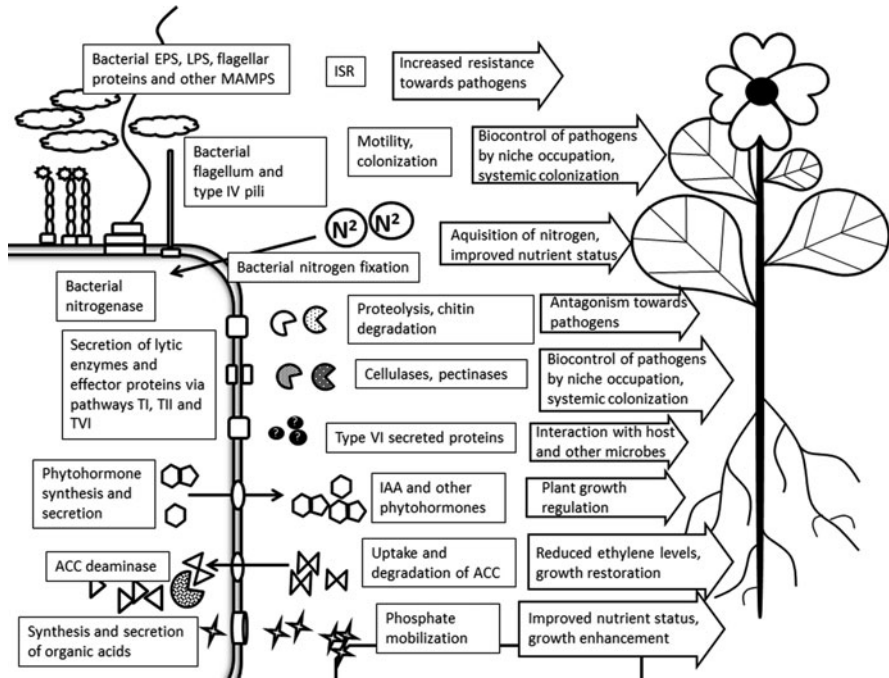 Bacterial EPS, LPS, flagellar
proteins and other MAMPS
ISR
Increased resistance
towards pathogens
Bacterial
flagellum and
type IV pili
Motility,
colonization
Biocontrol of pathogens
by niche occupation,
systemic colonization
N²
N²
Bacterial nitrogen fixation
Aquisition of nitrogen,
improved nutrient status
Bacterial
nitrogenase
Proteolysis, chitin
degradation
Antagonism towards
pathogens
Secretion of lytic
enzymes and
effector proteins via
pathways TI, TII and
TVI
Cellulases, pectinases
Biocontrol of pathogens
by niche occupation,
systemic colonization
?
?
?
Type VI secreted proteins
Interaction with host
and other microbes
Phytohormone
synthesis and
secretion
IAA and other
phytohormones
Plant growth
regulation
ACC deaminase
Uptake and
degradation of ACC
Reduced ethylene levels,
growth restoration
Synthesis and secretion
of organic acids
Phosphate
mobilization
Improved nutrient status,
growth enhancement